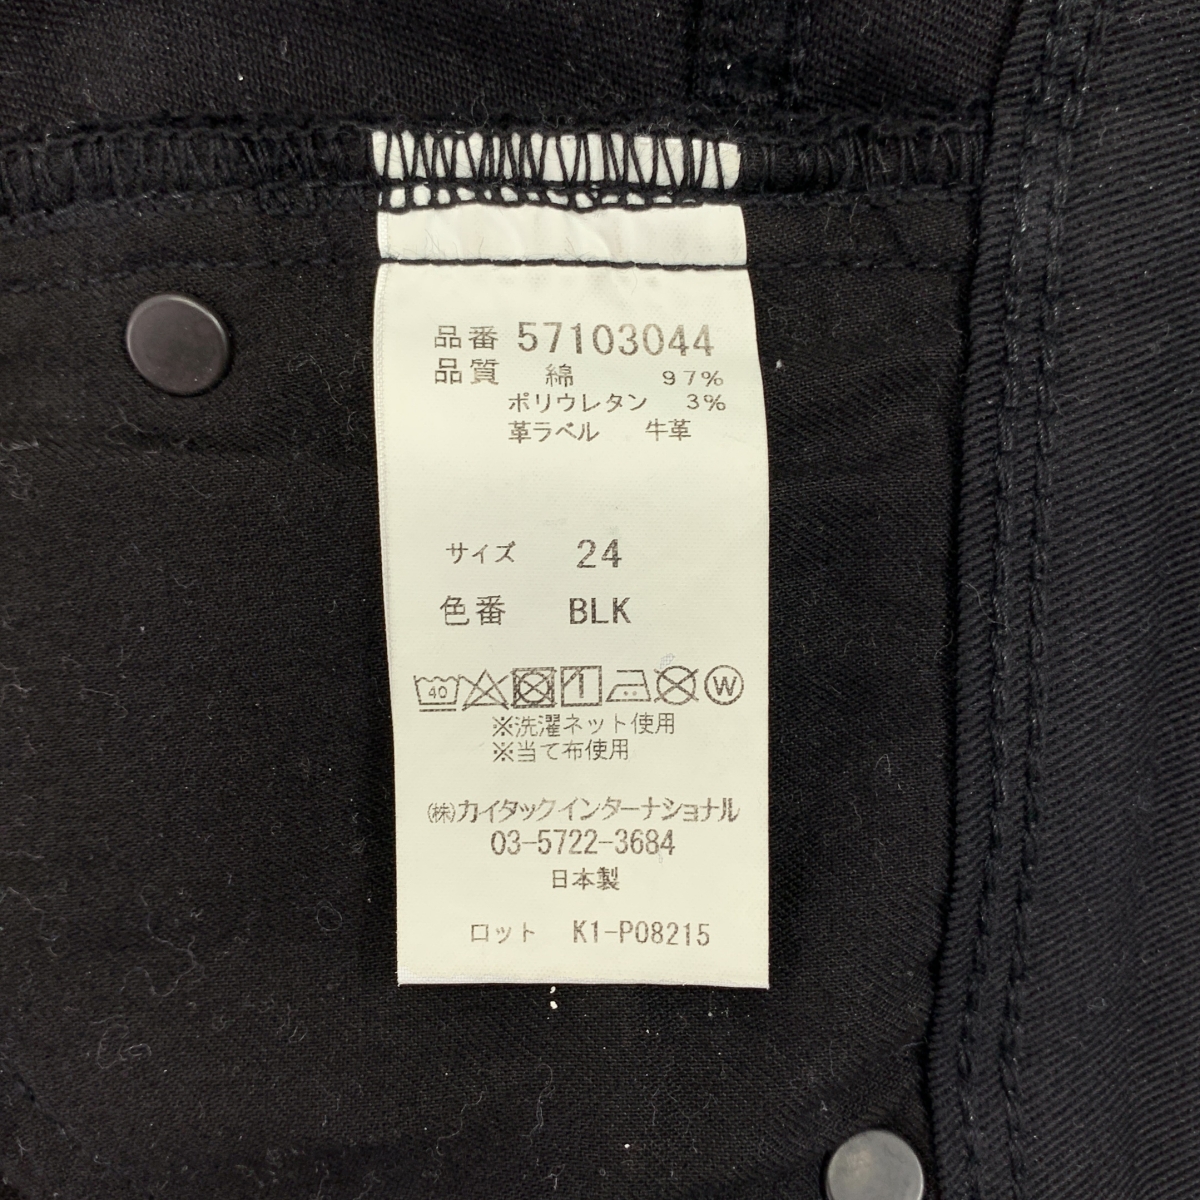 品番 57103044
品質 綿 97%
ポリウレタン 3%
革ラベル 牛革
サイズ 24
色番 BLK
40 W
※洗濯ネット使用
※当て布使用
㈱カイタックインターナショナル
03-5722-3684
日本製
ロット K1-P08215